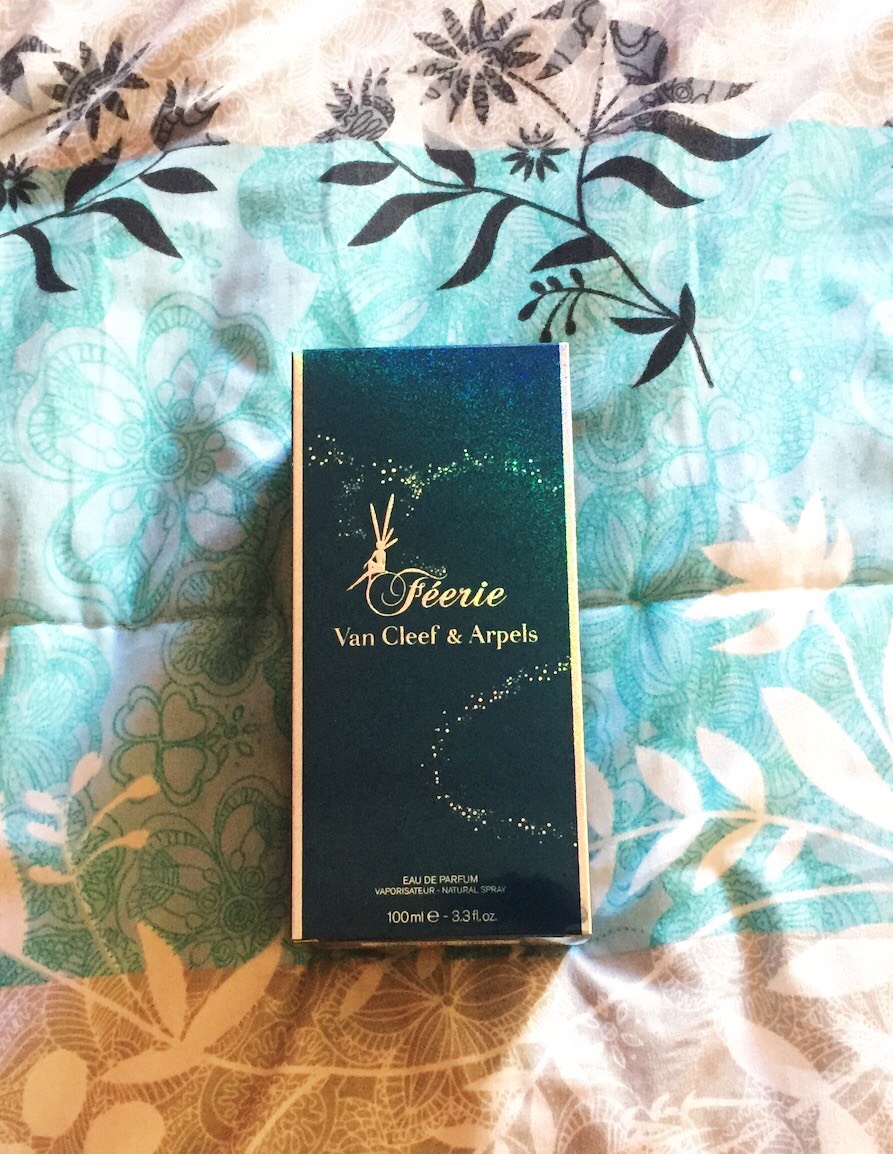 Féerie
Van Cleef & Arpels
EAU DE PARFUM
VAPORISATEUR - NATURAL SPRAY
100 ml e - 3.3 fl. oz.